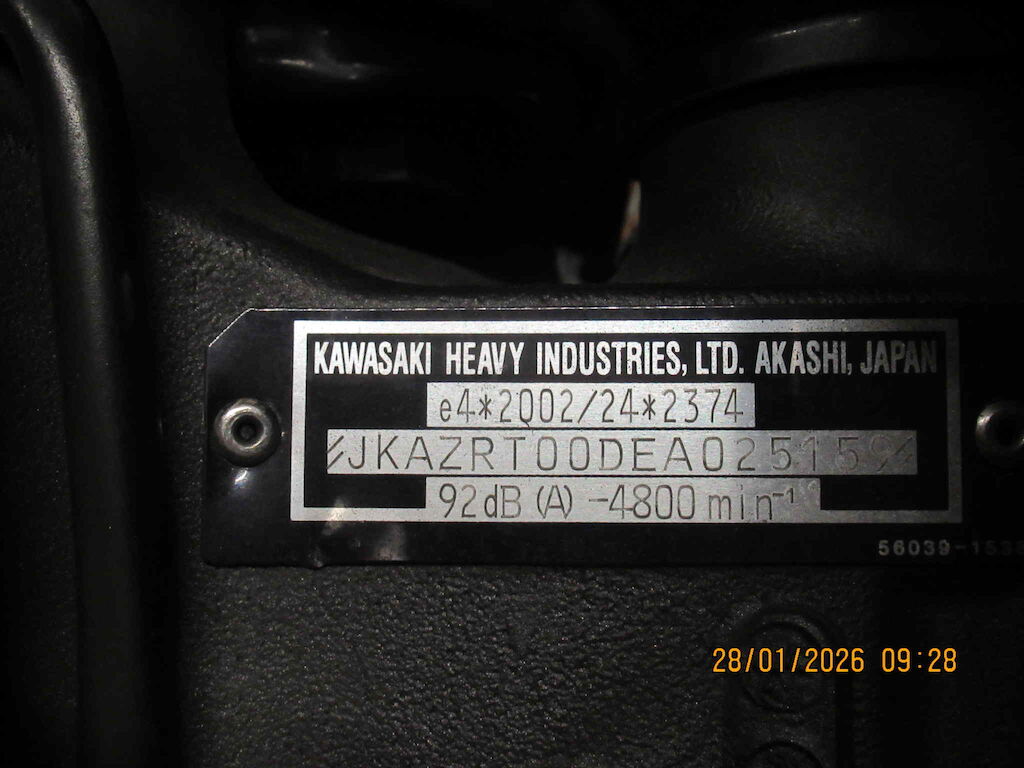 KAWASAKI HEAVY INDUSTRIES, LTD. AKASHI, JAPAN
e4*2002/24*2374
JKAZRT00DEA025159
92dB (A) -4800 min⁻¹
28/01/2026 09:28